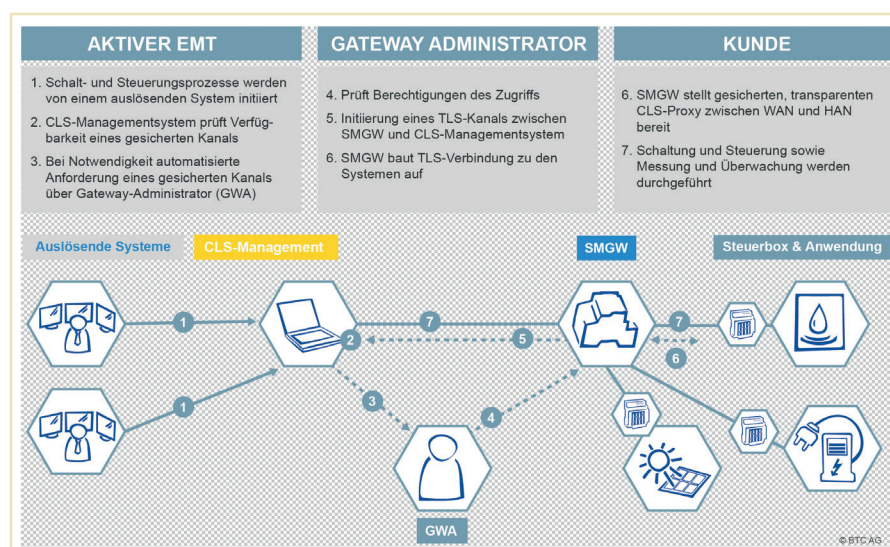 AKTIVER EMT
1. Schalt- und Steuerungsprozesse werden
von einem auslösenden System initiiert
2. CLS-Managementsystem prüft Verfüg-
barkeit eines gesicherten Kanals
3. Bei Notwendigkeit automatisierte
Anforderung eines gesicherten Kanals
über Gateway-Administrator (GWA)
GATEWAY ADMINISTRATOR
4. Prüft Berechtigungen des Zugriffs
5. Initiierung eines TLS-Kanals zwischen
SMGW und CLS-Managementsystem
6. SMGW baut TLS-Verbindung zu den
Systemen auf
KUNDE
6. SMGW stellt gesicherten, transparenten
CLS-Proxy zwischen WAN und HAN
bereit
7. Schaltung und Steuerung sowie
Messung und Überwachung werden
durchgeführt
Auslösende Systeme
CLS-Management
SMGW
Steuerbox & Anwendung
1
7
7
2
5
6
1
3
4
GWA
© BTC AG